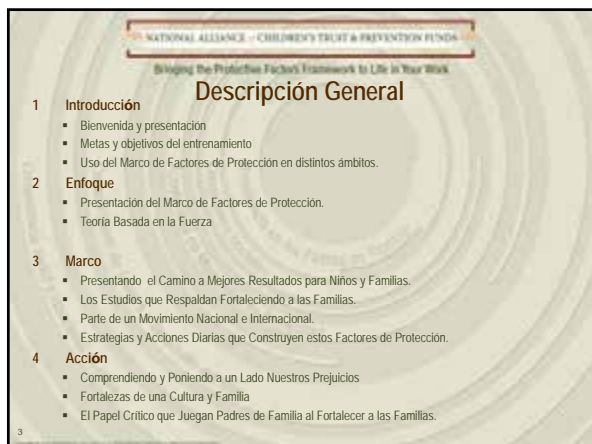 NATIONAL ALLIANCE of CHILDREN'S TRUST & PREVENTION FUNDS
Bringing the Protective Factors Framework to Life in Your Work
Descripción General
1 Introducción
▪ Bienvenida y presentación
▪ Metas y objetivos del entrenamiento
▪ Uso del Marco de Factores de Protección en distintos ámbitos.
2 Enfoque
▪ Presentación del Marco de Factores de Protección.
▪ Teoría Basada en la Fuerza
3 Marco
▪ Presentando el Camino a Mejores Resultados para Niños y Familias.
▪ Los Estudios que Respaldan Fortaleciendo a las Familias.
▪ Parte de un Movimiento Nacional e Internacional.
▪ Estrategias y Acciones Diarias que Construyen estos Factores de Protección.
4 Acción
▪ Comprendiendo y Poniendo a un Lado Nuestros Prejuicios
▪ Fortalezas de una Cultura y Familia
▪ El Papel Crítico que Juegan Padres de Familia al Fortalecer a las Familias.
3